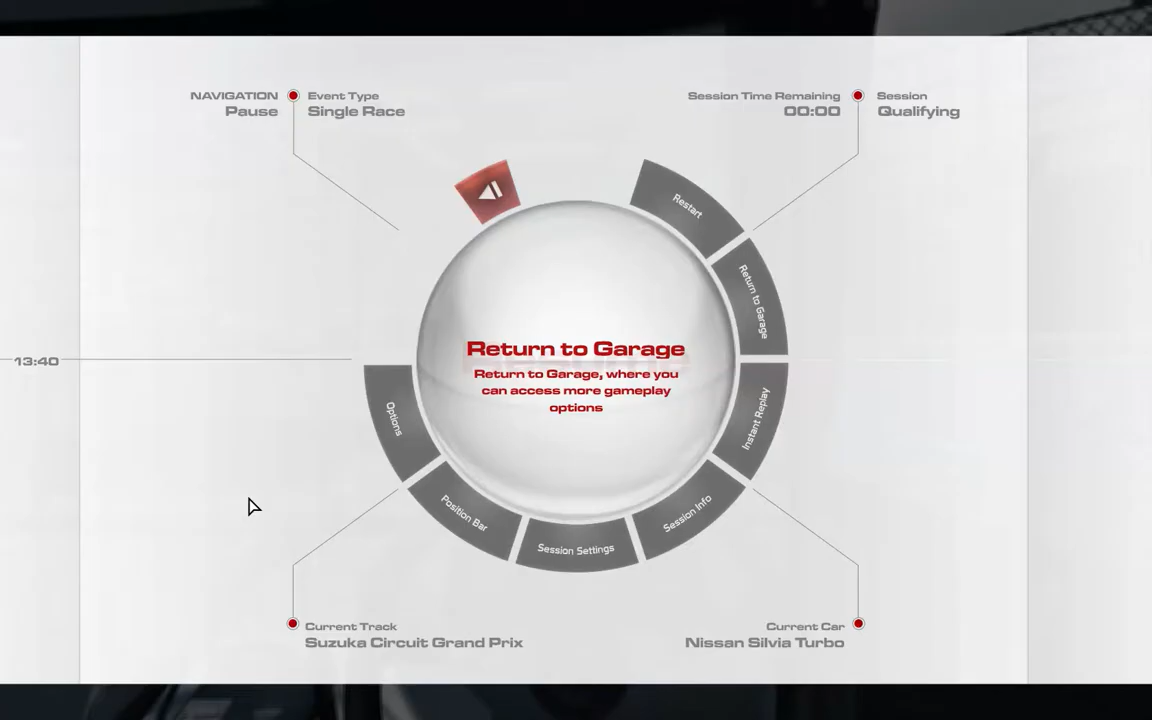 NAVIGATION
Pause
Event Type
Single Race
Session Time Remaining
00:00
Session
Qualifying
Restart
Return to Garage
Instant Replay
Session Info
Session Settings
Position Bar
Options
13:40
Return to Garage
Return to Garage, where you
can access more gameplay
options
Current Track
Suzuka Circuit Grand Prix
Current Car
Nissan Silvia Turbo